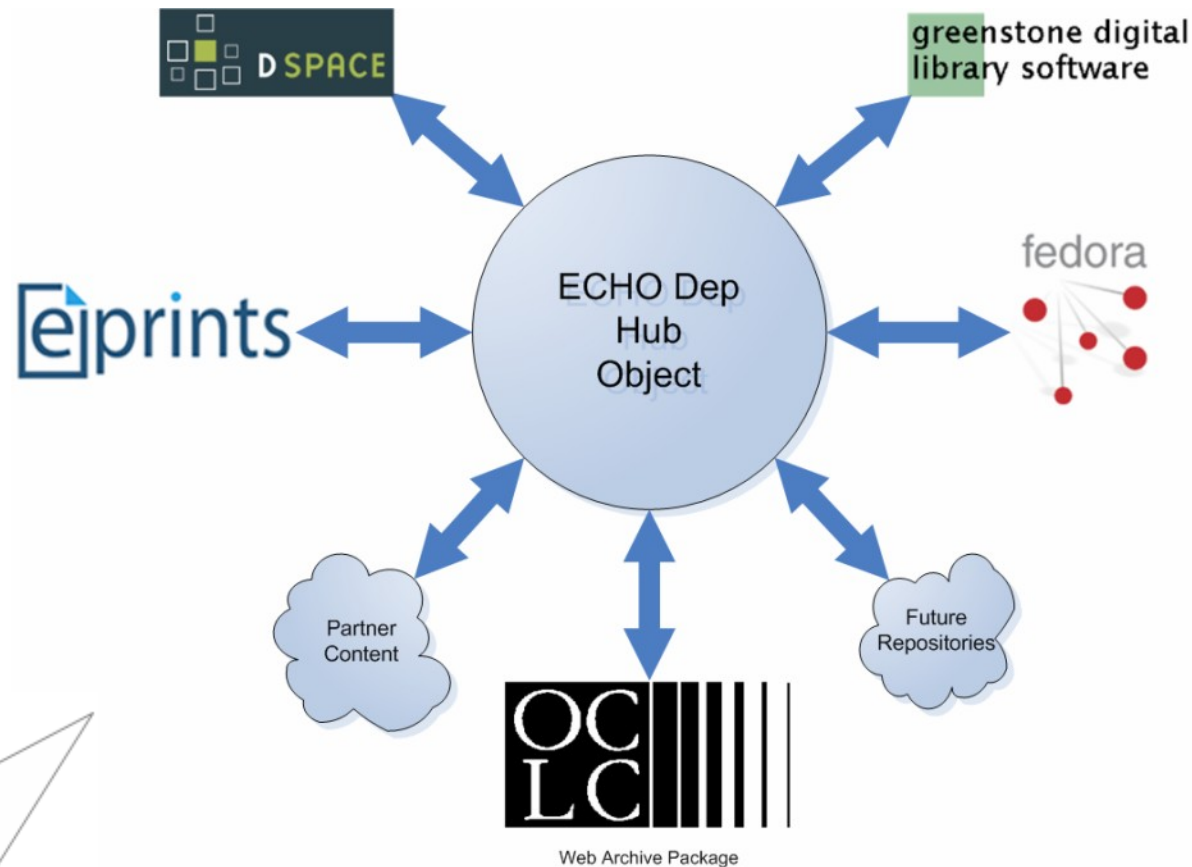 DSPACE
greenstone digital
library software
ECHO Dep
Hub
Object
eprints
fedora
Partner
Content
Future
Repositories
OC
LC
Web Archive Package